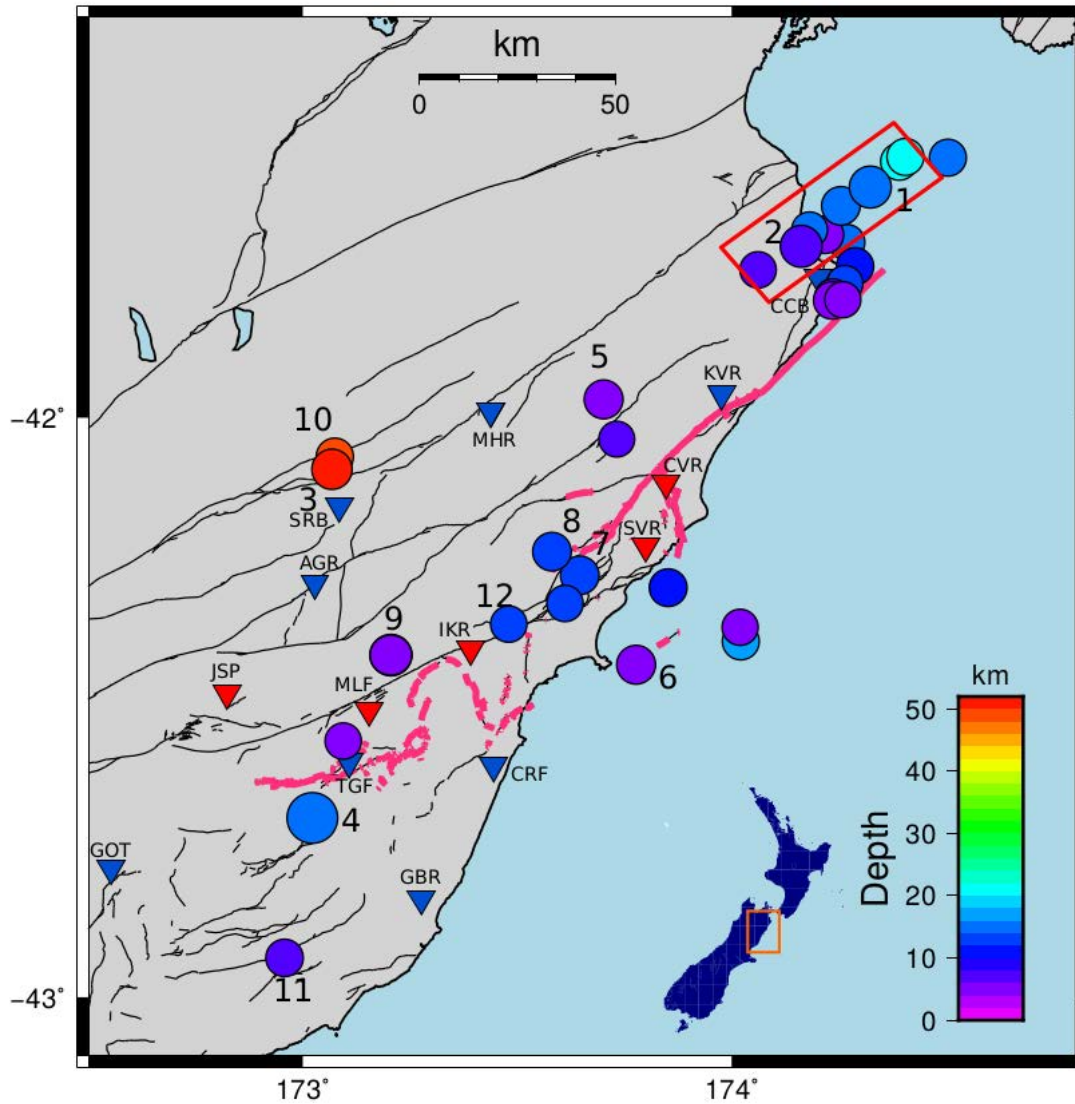 km
0 50
1
2
CCB
5
KVR
-42°
MHR
10
CVR
3
SRB
8
SVR
7
AGR
12
9
IKR
JSP
MLF
6
km
50
40
30
20
10
0
Depth
TGF
CRF
4
GOT
GBR
11
-43°
173°
174°